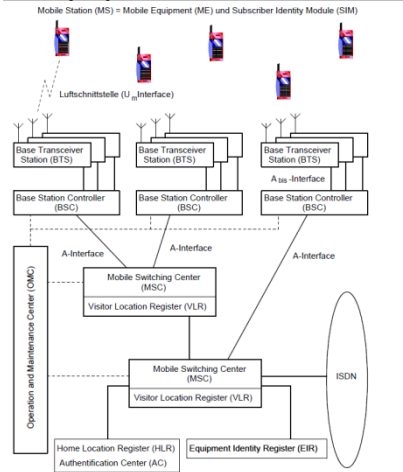 Mobile Station (MS) = Mobile Equipment (ME) und Subscriber Identity Module (SIM)
Luftschnittstelle (U m Interface)
Base Transceiver
Station (BTS)
Base Transceiver
Station (BTS)
Base Transceiver
Station (BTS)
A bis -Interface
Base Station Controller
(BSC)
Base Station Controller
(BSC)
Base Station Controller
(BSC)
A-Interface
A-Interface
A-Interface
Operation and Maintenance Center (OMC)
Mobile Switching Center
(MSC)
Visitor Location Register (VLR)
Mobile Switching Center
(MSC)
Visitor Location Register (VLR)
ISDN
Home Location Register (HLR)
Authentification Center (AC)
Equipment Identity Register (EIR)